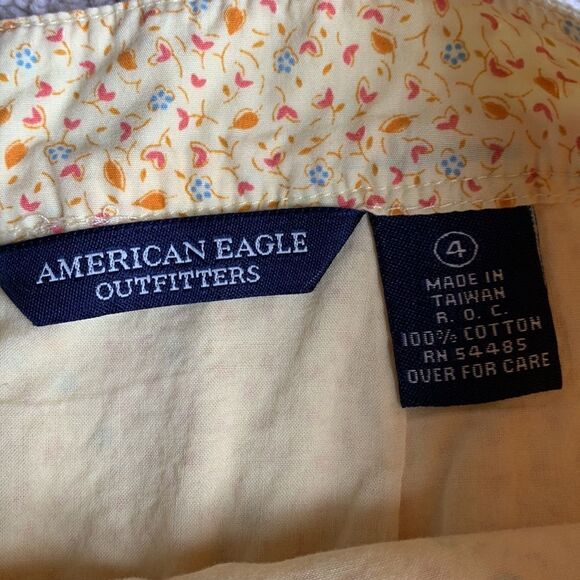 AMERICAN EAGLE
OUTFITTERS
4
MADE IN
TAIWAN
R. O. C.
100% COTTON
RN 54485
OVER FOR CARE